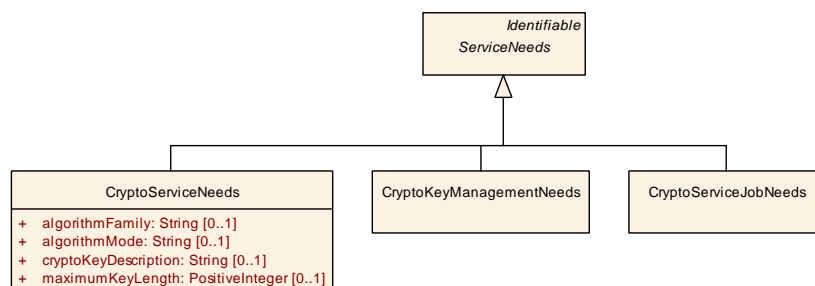 Identifiable
ServiceNeeds
CryptoServiceNeeds
+ algorithmFamily: String [0..1]
+ algorithmMode: String [0..1]
+ cryptoKeyDescription: String [0..1]
+ maximumKeyLength: PositiveInteger [0..1]
CryptoKeyManagementNeeds
CryptoServiceJobNeeds